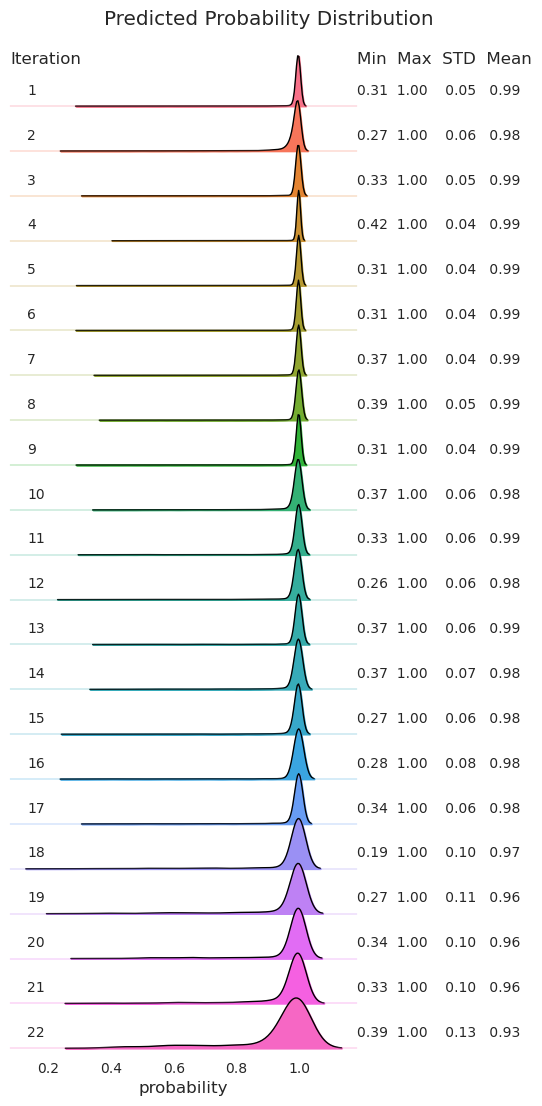 Predicted Probability Distribution
Iteration Min Max STD Mean
1 0.31 1.00 0.05 0.99
2 0.27 1.00 0.06 0.98
3 0.33 1.00 0.05 0.99
4 0.42 1.00 0.04 0.99
5 0.31 1.00 0.04 0.99
6 0.31 1.00 0.04 0.99
7 0.37 1.00 0.04 0.99
8 0.39 1.00 0.05 0.99
9 0.31 1.00 0.04 0.99
10 0.37 1.00 0.06 0.98
11 0.33 1.00 0.06 0.99
12 0.26 1.00 0.06 0.98
13 0.37 1.00 0.06 0.99
14 0.37 1.00 0.07 0.98
15 0.27 1.00 0.06 0.98
16 0.28 1.00 0.08 0.98
17 0.34 1.00 0.06 0.98
18 0.19 1.00 0.10 0.97
19 0.27 1.00 0.11 0.96
20 0.34 1.00 0.10 0.96
21 0.33 1.00 0.10 0.96
22 0.39 1.00 0.13 0.93
0.2 0.4 0.6 0.8 1.0
probability